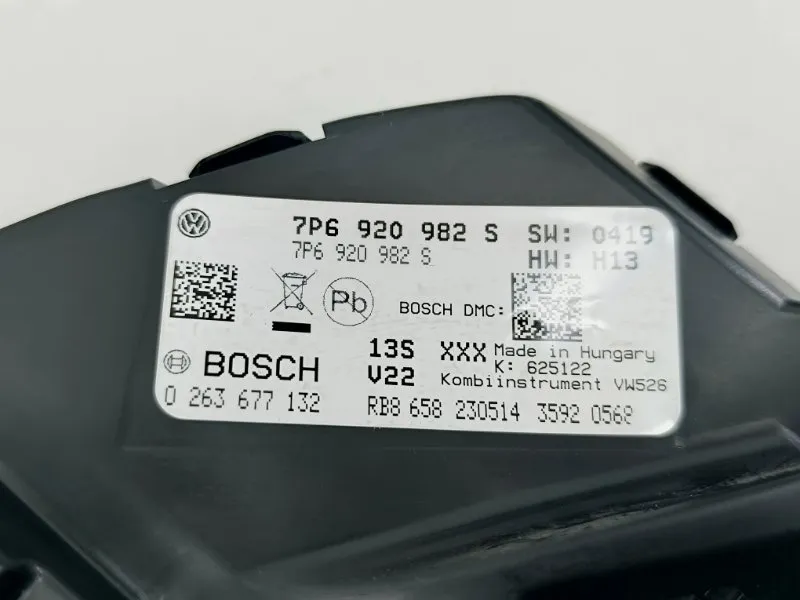 7P6 920 982 S SW: 0419
7P6 920 982 S HW: H13
Pb BOSCH DMC:
BOSCH 13S XXX Made in Hungary
V22 K: 625122
Kombiinstrument VW526
0 263 677 132 RB8 658 230514 3592 0568